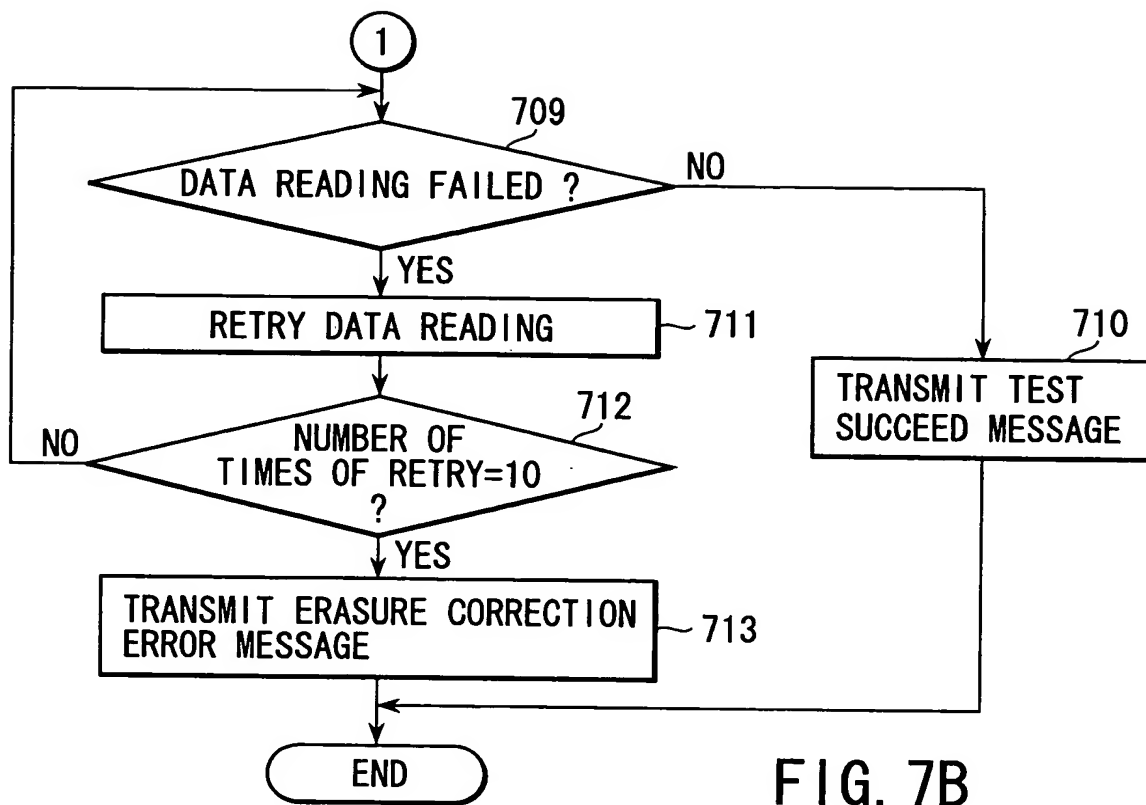 1
709
DATA READING FAILED ?
NO
YES
RETRY DATA READING
711
710
TRANSMIT TEST
SUCCEED MESSAGE
712
NO
NUMBER OF
TIMES OF RETRY=10
?
YES
TRANSMIT ERASURE CORRECTION
ERROR MESSAGE
713
END
FIG. 7B